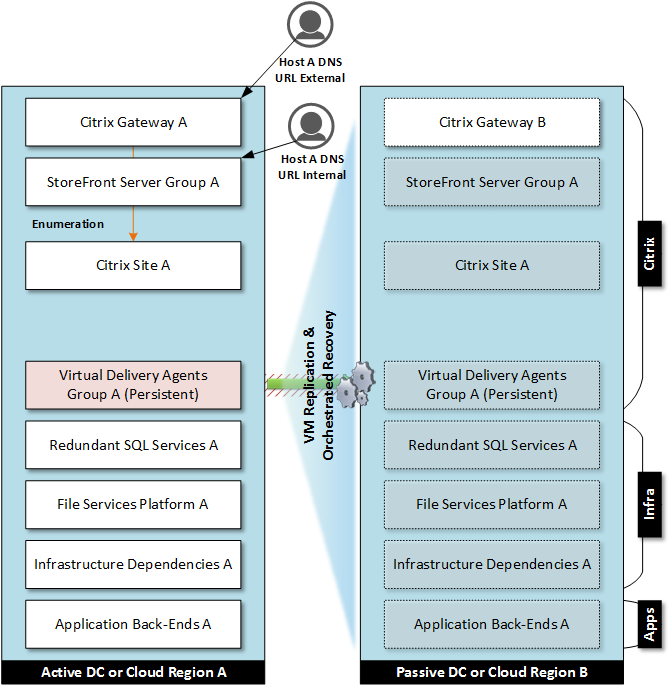 Host A DNS
URL External
Citrix Gateway A
Host A DNS
URL Internal
StoreFront Server Group A
Enumeration
Citrix Site A
Virtual Delivery Agents
Group A (Persistent)
Redundant SQL Services A
File Services Platform A
Infrastructure Dependencies A
Application Back-Ends A
Active DC or Cloud Region A
VM Replication &
Orchestrated Recovery
Citrix Gateway B
StoreFront Server Group A
Citrix Site A
Virtual Delivery Agents
Group A (Persistent)
Redundant SQL Services A
File Services Platform A
Infrastructure Dependencies A
Application Back-Ends A
Passive DC or Cloud Region B
Citrix
Infra
Apps